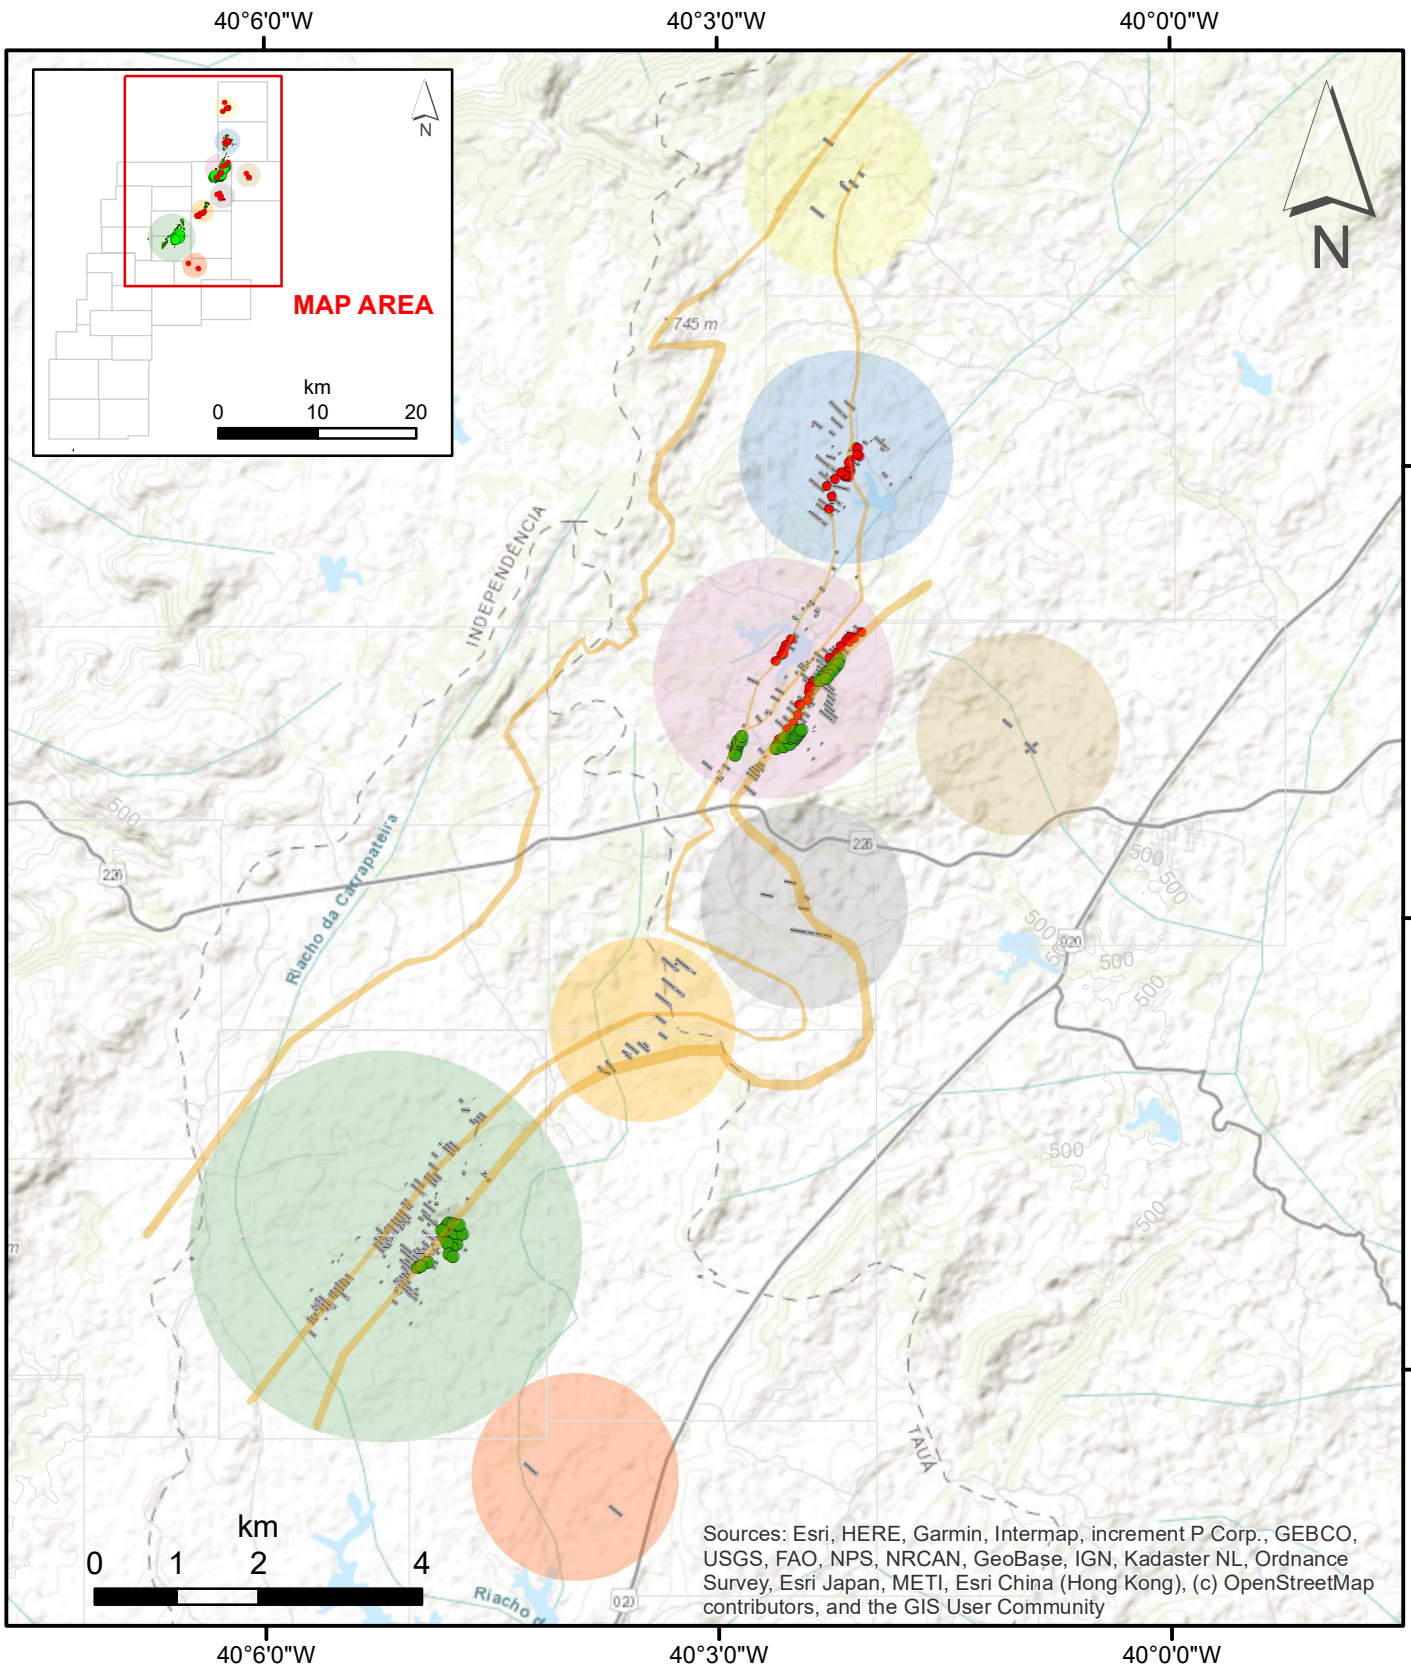 40°6'0"W
40°3'0"W
40°0'0"W
N
MAP AREA
km
0 10 20
N
745 m
INDEPENDÊNCIA
500
226
226
Riacho da Carrapateira
500
500
500
500
020
500
500
500
500
m
TAUÁ
km
0 1 2 4
Riacho d
020
Sources: Esri, HERE, Garmin, Intermap, increment P Corp., GEBCO,
USGS, FAO, NPS, NRCAN, GeoBase, IGN, Kadaster NL, Ordnance
Survey, Esri Japan, METI, Esri China (Hong Kong), (c) OpenStreetMap
contributors, and the GIS User Community
40°6'0"W
40°3'0"W
40°0'0"W